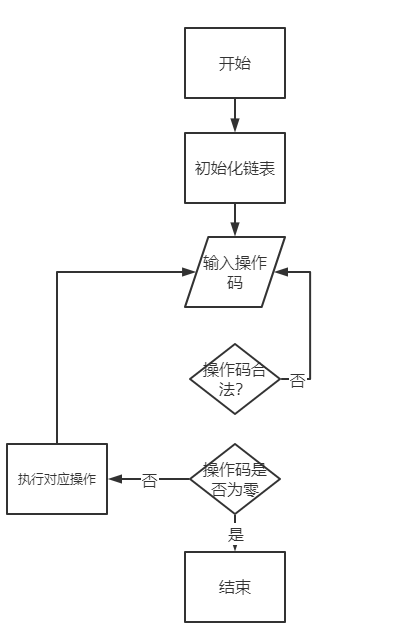 开始
初始化链表
输入操作
码
操作码合
法?
否
操作码是
否为零
否
执行对应操作
是
结束